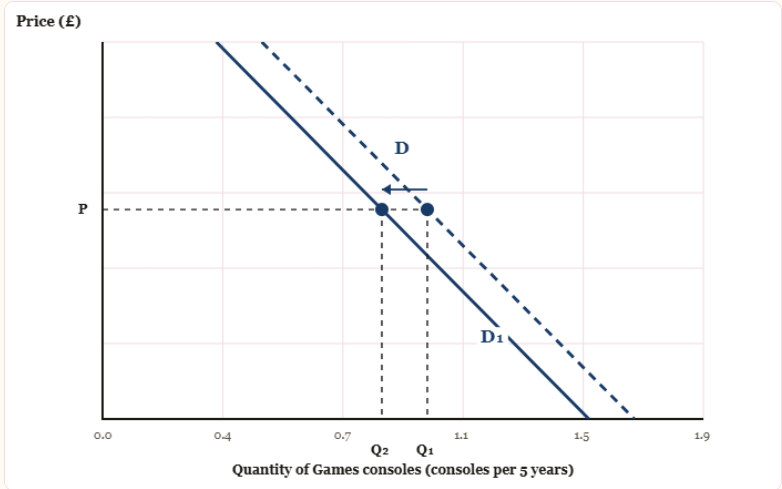 Price (£)
D
P
D1
0.0 0.4 0.7 1.1 1.5 1.9
Q2 Q1
Quantity of Games consoles (consoles per 5 years)